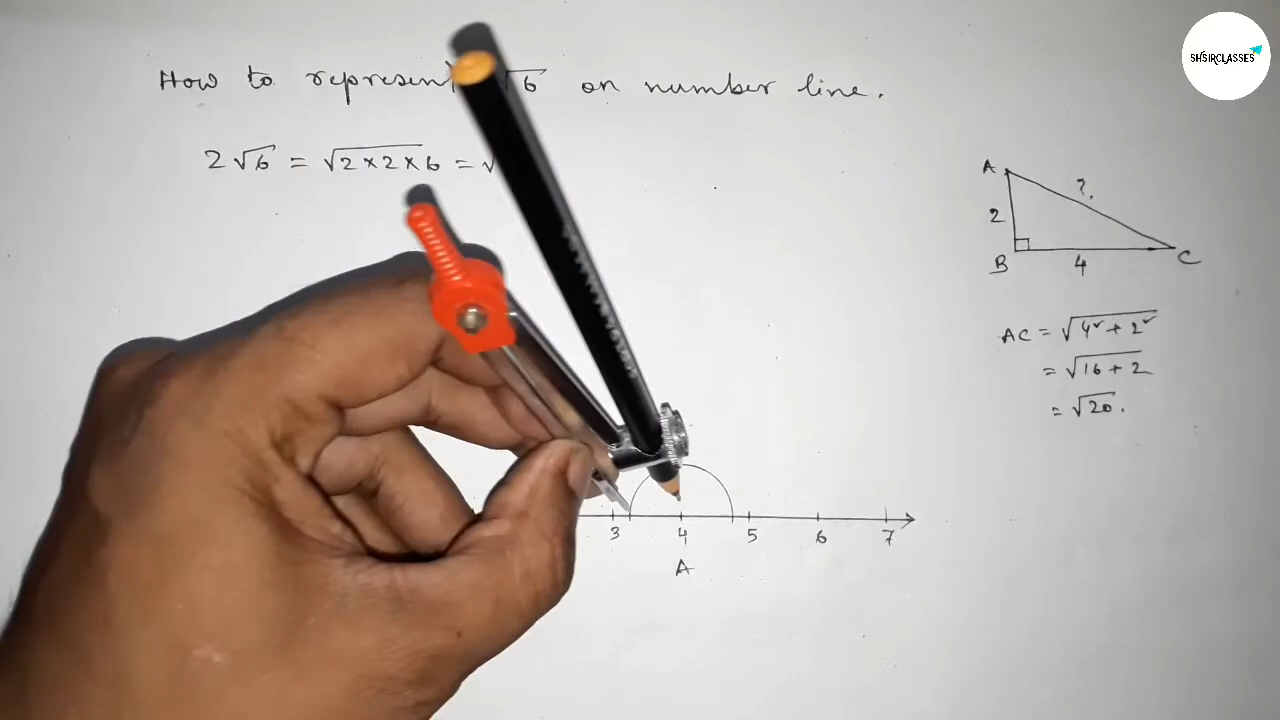 How to represent √6 on number line.
2√6 = √2×2×6 = √
SHSIRCLASSES
A
?.
2
B
4
C
AC = √4² + 2²
= √16 + 2
= √20.
3 4 5 6 7
A